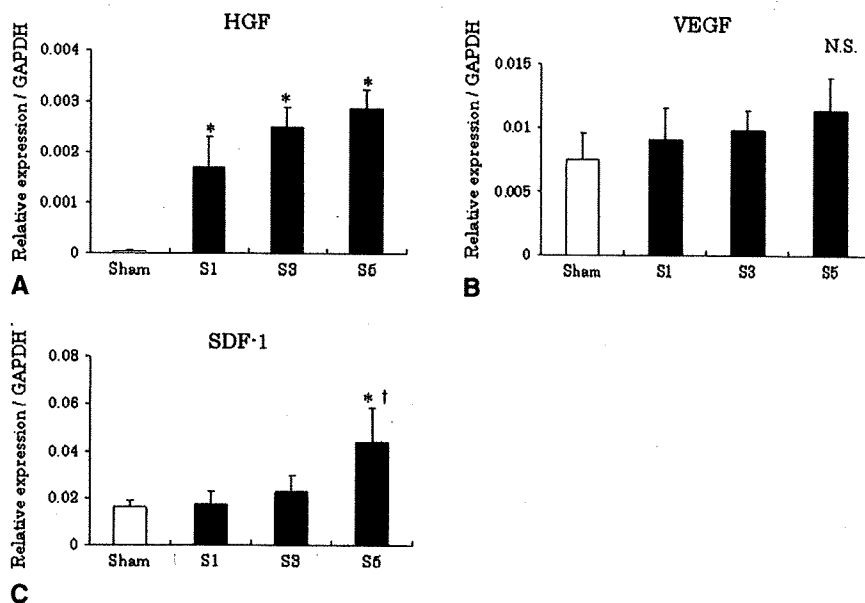 HGF
Relative expression / GAPDH
0.004
0.003
0.002
0.001
0
*
*
*
Sham S1 S3 S5
A
VEGF
N.S.
Relative expression / GAPDH
0.015
0.01
0.005
0
Sham S1 S3 S5
B
SDF-1
Relative expression / GAPDH
0.08
0.06
0.04
0.02
0
* †
Sham S1 S3 S5
C